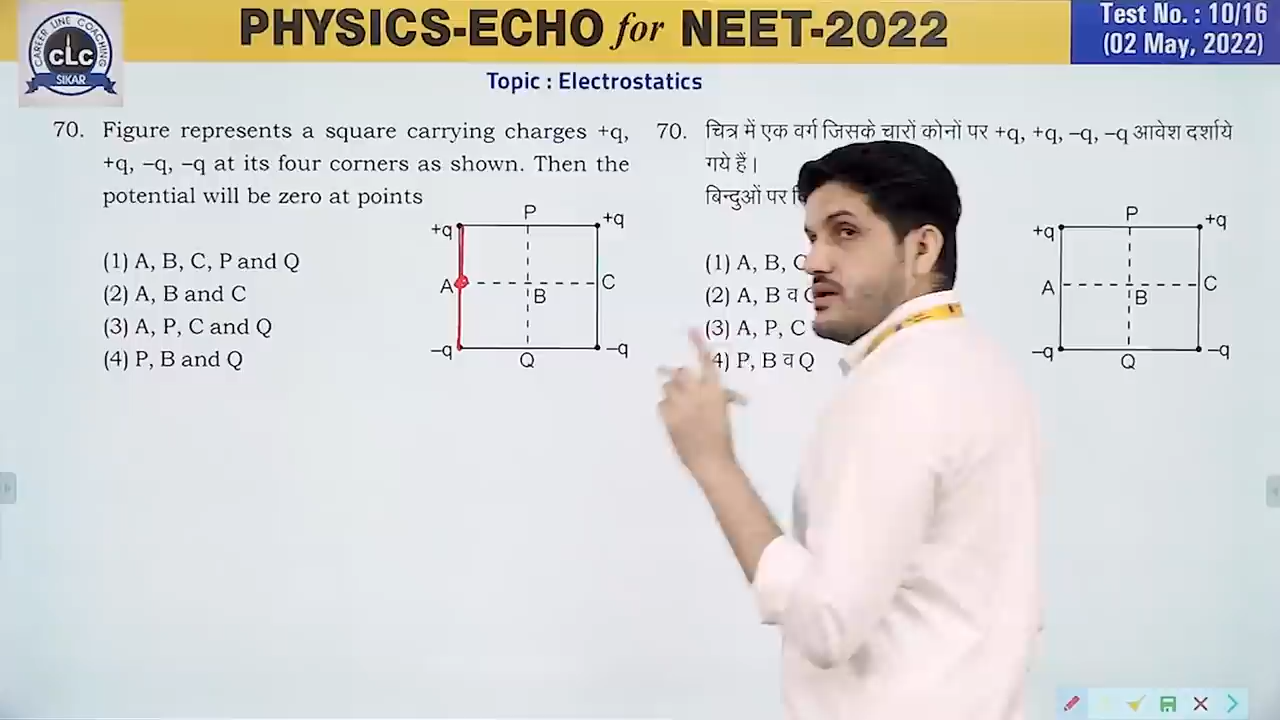 CAREER LINE COACHING
CLC
SIKAR
PHYSICS-ECHO for NEET-2022
Test No. : 10/16
(02 May, 2022)
Topic : Electrostatics
70. Figure represents a square carrying charges +q,
+q, –q, –q at its four corners as shown. Then the
potential will be zero at points
(1) A, B, C, P and Q
(2) A, B and C
(3) A, P, C and Q
(4) P, B and Q
+q P +q
A B C
–q Q –q
70. चित्र में एक वर्ग जिसके चारों कोनों पर +q, +q, –q, –q आवेश दर्शाये
गये हैं।
बिन्दुओं पर
(1) A, B,
(2) A, B व
(3) A, P, C
4) P, B व Q
+q P +q
A B C
–q Q –q